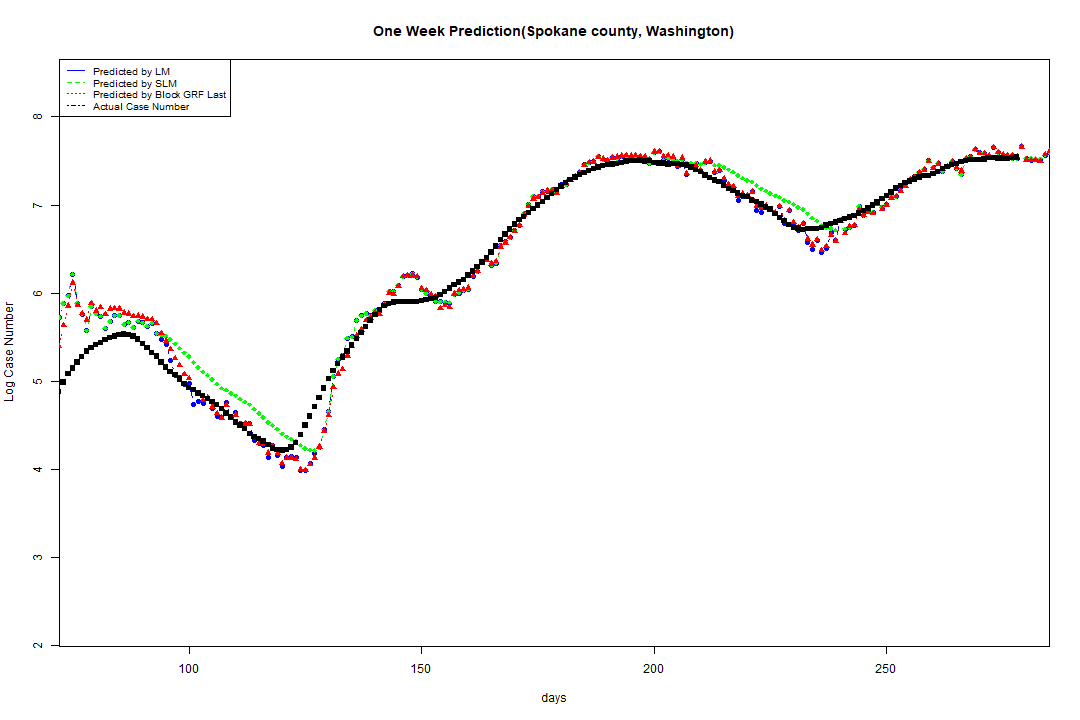 One Week Prediction(Spokane county, Washington)
Predicted by LM
Predicted by SLM
Predicted by Block GRF Last
Actual Case Number
8
7
6
5
4
3
2
Log Case Number
100 150 200 250
days